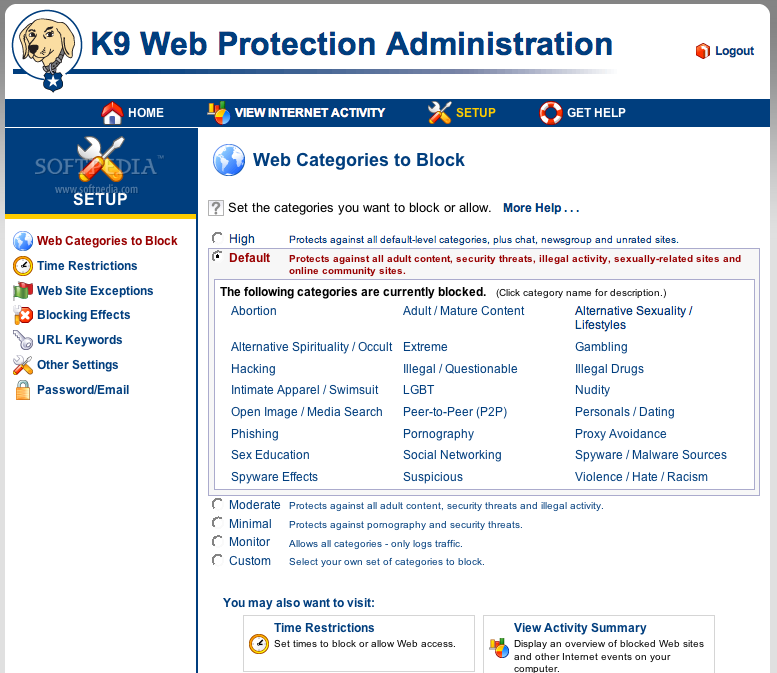 K9 Web Protection Administration
Logout
HOME
VIEW INTERNET ACTIVITY
SETUP
GET HELP
SOFTPEDIA™
www.softpedia.com
SETUP
Web Categories to Block
Time Restrictions
Web Site Exceptions
Blocking Effects
URL Keywords
Other Settings
Password/Email
Web Categories to Block
? Set the categories you want to block or allow. More Help . . .
High Protects against all default-level categories, plus chat, newsgroup and unrated sites.
Default Protects against all adult content, security threats, illegal activity, sexually-related sites and
online community sites.
The following categories are currently blocked. (Click category name for description.)
Abortion Adult / Mature Content Alternative Sexuality /
Lifestyles
Alternative Spirituality / Occult Extreme Gambling
Hacking Illegal / Questionable Illegal Drugs
Intimate Apparel / Swimsuit LGBT Nudity
Open Image / Media Search Peer-to-Peer (P2P) Personals / Dating
Phishing Pornography Proxy Avoidance
Sex Education Social Networking Spyware / Malware Sources
Spyware Effects Suspicious Violence / Hate / Racism
Moderate Protects against all adult content, security threats and illegal activity.
Minimal Protects against pornography and security threats.
Monitor Allows all categories - only logs traffic.
Custom Select your own set of categories to block.
You may also want to visit:
Time Restrictions
Set times to block or allow Web access.
View Activity Summary
Display an overview of blocked Web sites
and other Internet events on your
computer.